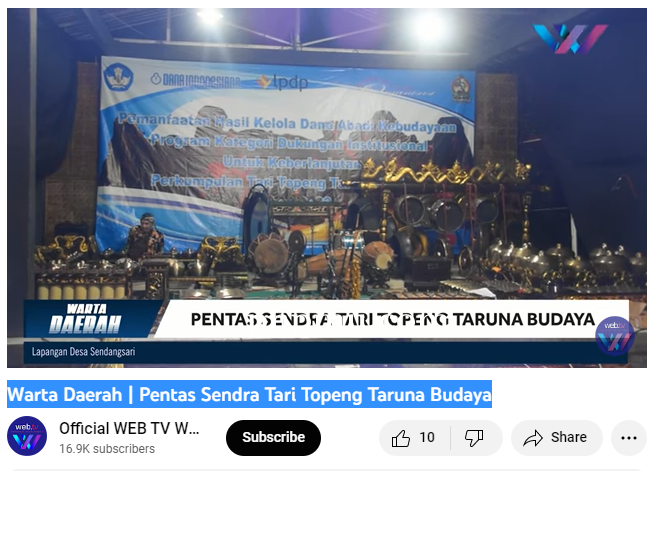 DANA INDONESIANA
lpdp
Pemanfaatan Hasil Kelola Dana Abadi Kebudayaan
Program Kategori Dukungan Institusional
Untuk Keberlanjutan
Perkumpulan Tari Topeng
WARTA
DAERAH
PENTAS SENDRA TARI TOPENG TARUNA BUDAYA
web.tv
Lapangan Desa Sendangsari
Warta Daerah | Pentas Sendra Tari Topeng Taruna Budaya
web.tv
Official WEB TV W...
16.9K subscribers
Subscribe
10
Share